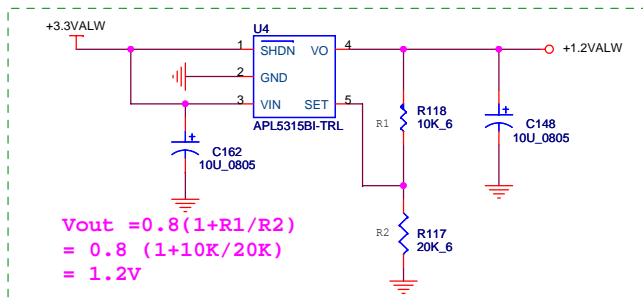 U4
+3.3VALW
1 SHDN VO 4
+1.2VALW
2 GND
3 VIN SET 5
APL5315BI-TRL
R1
R118
10K_6
C148
10U_0805
C162
10U_0805
R2
R117
20K_6
Vout =0.8(1+R1/R2)
= 0.8 (1+10K/20K)
= 1.2V